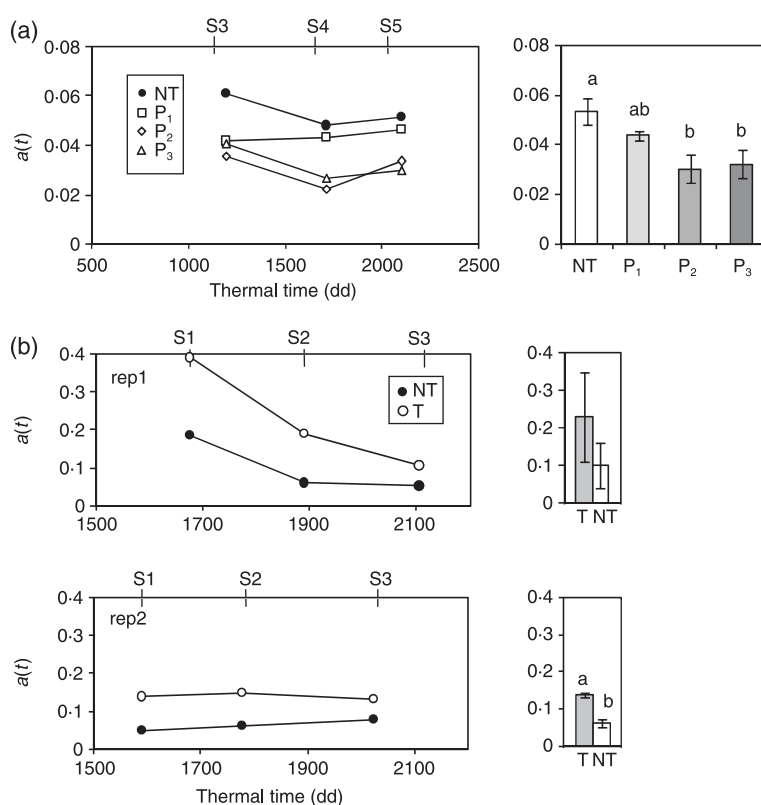 (a)
S3 S4 S5
0·08
0·06
0·04
0·02
0
a(t)
NT
P₁
P₂
P₃
500 1000 1500 2000 2500
Thermal time (dd)
0·08
0·06
0·04
0·02
0
a ab b b
NT P₁ P₂ P₃
(b)
S1 S2 S3
0·4
0·3
0·2
0·1
0
a(t)
rep1
NT
T
1500 1700 1900 2100
0·4
0·3
0·2
0·1
0
T NT
S1 S2 S3
0·4
0·3
0·2
0·1
0
a(t)
rep2
1500 1700 1900 2100
Thermal time (dd)
0·4
0·3
0·2
0·1
0
a b
T NT